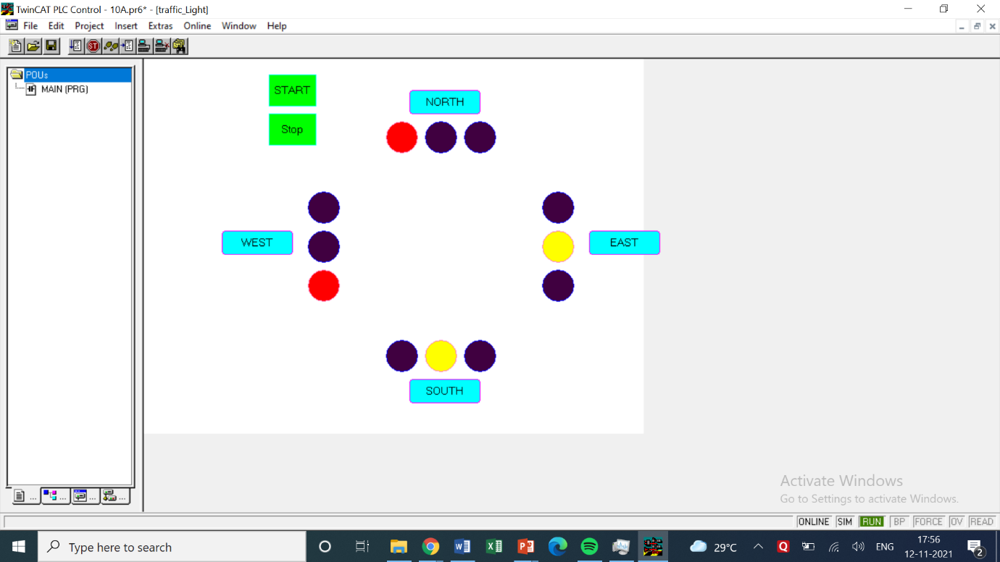 TwinCAT PLC Control - 10A.pr6* - [traffic_Light]
File Edit Project Insert Extras Online Window Help
POUs
MAIN (PRG)
START
Stop
NORTH
WEST
EAST
SOUTH
Activate Windows
Go to Settings to activate Windows.
ONLINE SIM RUN BP FORCE OV READ
Type here to search
29°C
ENG
17:56
12-11-2021
2